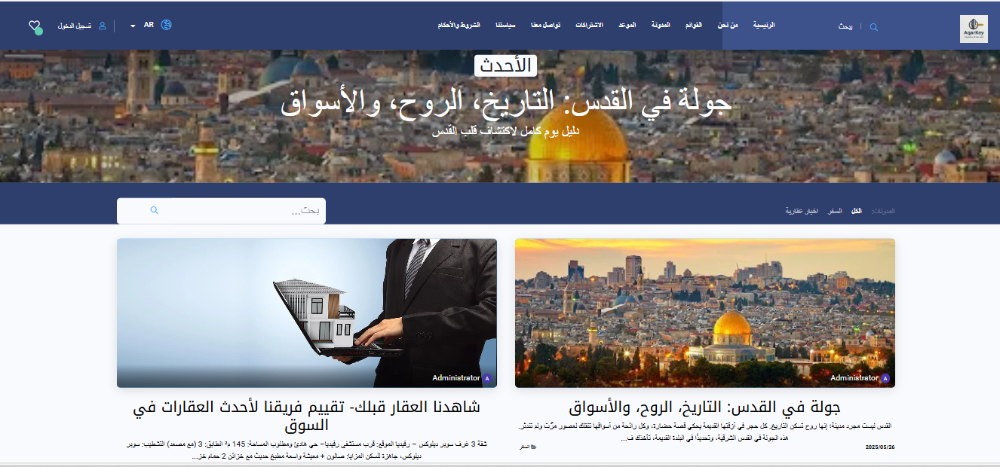 AqarKey
يبحث
الرئيسية
من نحن
القوائم
المدونة
الموعد
الاشتراكات
تواصل معنا
سياستنا
الشروط والأحكام
AR
تسجيل الدخول
الأحدث
جولة في القدس: التاريخ، الروح، والأسواق
دليل يوم كامل لاكتشاف قلب القدس
المدونات:
الكل
السفر
اخبار عقارية
بحث...
Administrator A
جولة في القدس: التاريخ، الروح، والأسواق
القدس ليست مجرد مدينة؛ إنها روح تسكن التاريخ. كل حجر في أزقتها القديمة يحكي قصة حضارة، وكل رائحة من أسواقها تنقلك لعصور مرّت ولم تندثر.
هذه الجولة في القدس الشرقية، وتحديدًا في البلدة القديمة، تأخذك ف...
2025/05/26
السفر
Administrator A
شاهدنا العقار قبلك- تقييم فريقنا لأحدث العقارات في
السوق
شقة 3 غرف سوبر ديلوكس – رفيديا الموقع: قرب مستشفى رفيديا– حي هادئ ومطلوب المساحة: 145 م² الطابق: 3 (مع مصعد) التشطيب: سوبر
ديلوكس، جاهزة للسكن المزايا: صالون + معيشة واسعة مطبخ حديث مع خزائن 2 حمام خز...